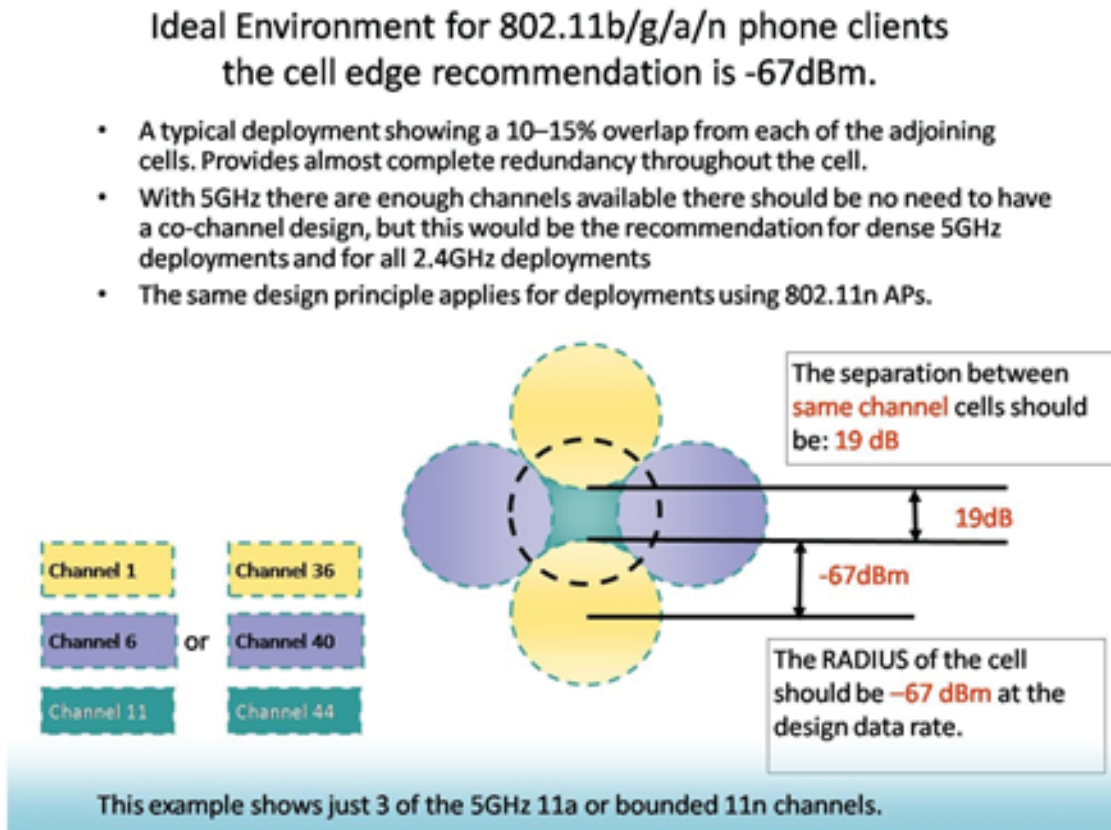 Ideal Environment for 802.11b/g/a/n phone clients
the cell edge recommendation is -67dBm.
• A typical deployment showing a 10–15% overlap from each of the adjoining
cells. Provides almost complete redundancy throughout the cell.
• With 5GHz there are enough channels available there should be no need to have
a co-channel design, but this would be the recommendation for dense 5GHz
deployments and for all 2.4GHz deployments
• The same design principle applies for deployments using 802.11n APs.
The separation between
same channel cells should
be: 19 dB
19dB
-67dBm
Channel 1
Channel 36
Channel 6
or
Channel 40
Channel 11
Channel 44
The RADIUS of the cell
should be –67 dBm at the
design data rate.
This example shows just 3 of the 5GHz 11a or bounded 11n channels.